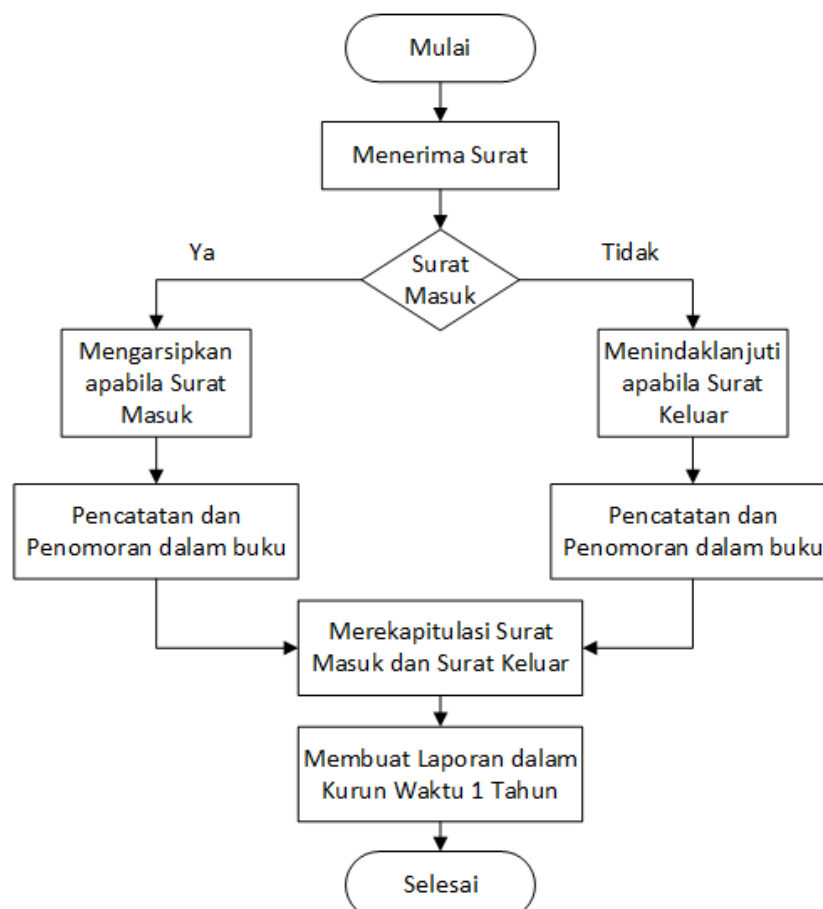 Mulai
Menerima Surat
Ya
Tidak
Surat
Masuk
Mengarsipkan
apabila Surat
Masuk
Menindaklanjuti
apabila Surat
Keluar
Pencatatan dan
Penomoran dalam buku
Pencatatan dan
Penomoran dalam buku
Merekapitulasi Surat
Masuk dan Surat Keluar
Membuat Laporan dalam
Kurun Waktu 1 Tahun
Selesai